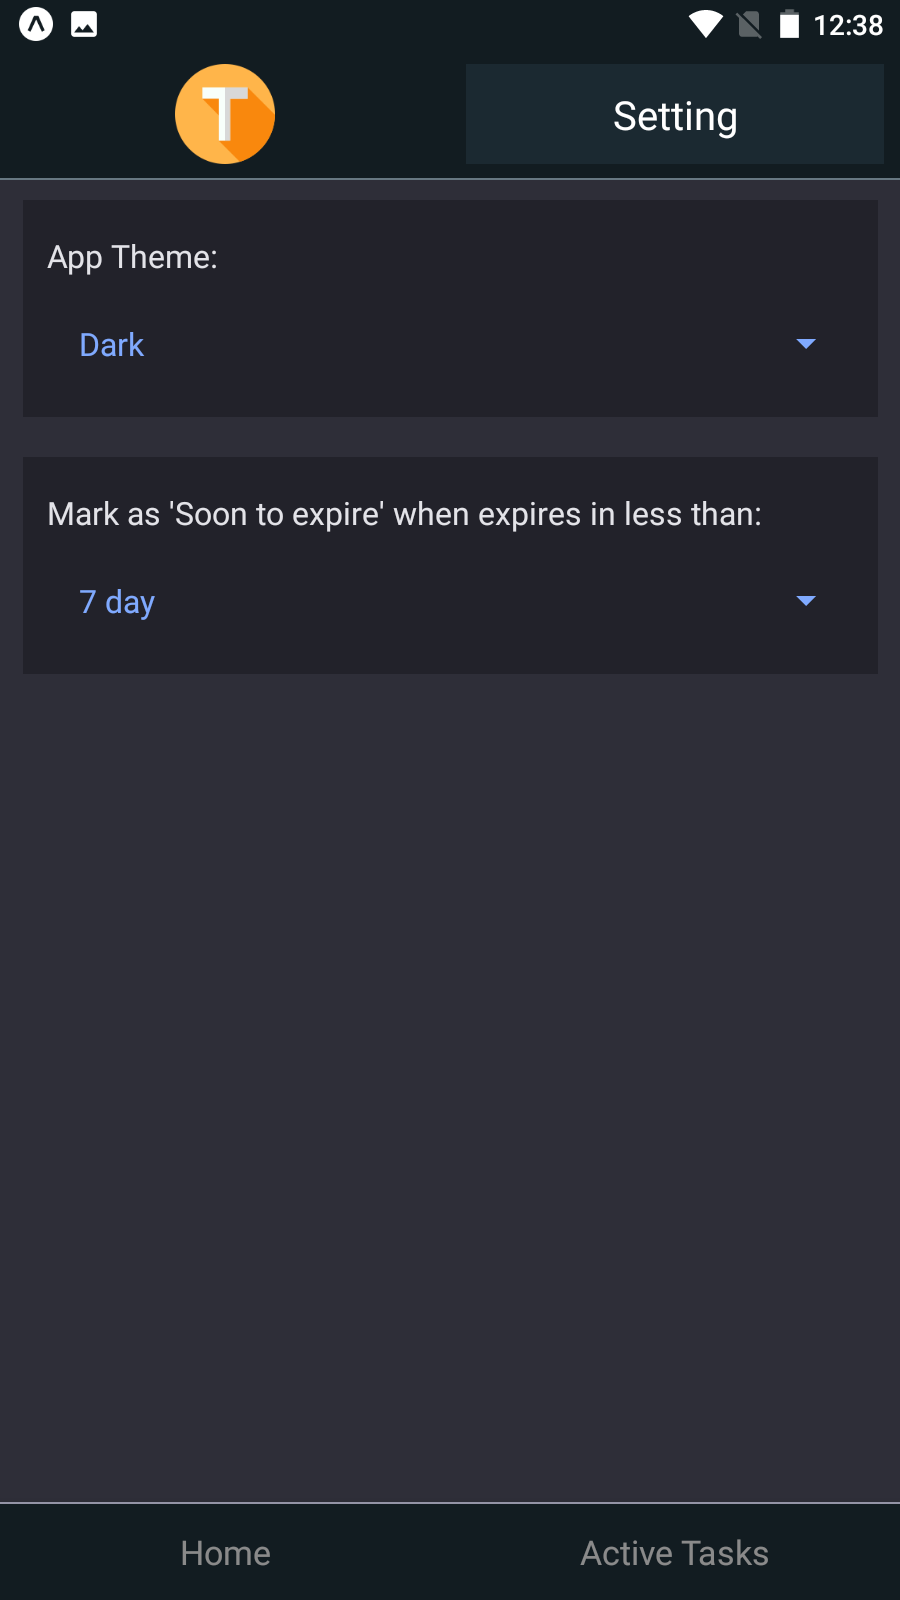 12:38
T
Setting
App Theme:
Dark
Mark as 'Soon to expire' when expires in less than:
7 day
Home
Active Tasks